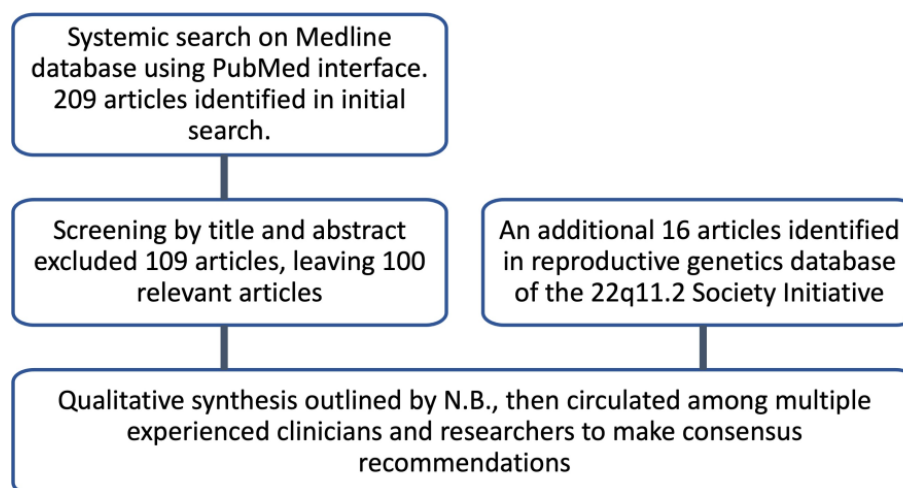 Systemic search on Medline
database using PubMed interface.
209 articles identified in initial
search.
Screening by title and abstract
excluded 109 articles, leaving 100
relevant articles
An additional 16 articles identified
in reproductive genetics database
of the 22q11.2 Society Initiative
Qualitative synthesis outlined by N.B., then circulated among multiple
experienced clinicians and researchers to make consensus
recommendations